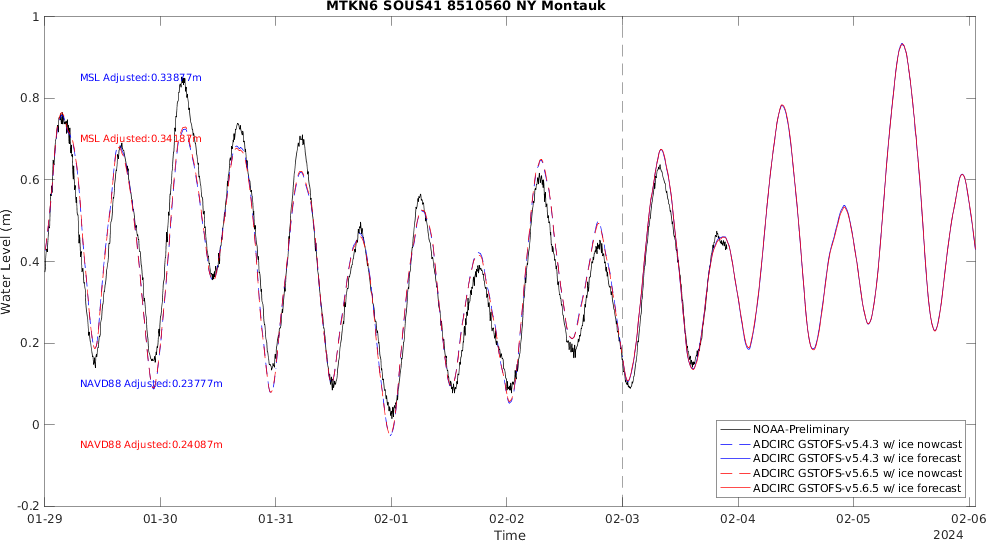 MTKN6 SOUS41 8510560 NY Montauk
1
0.8
0.6
0.4
0.2
0
-0.2
Water Level (m)
MSL Adjusted:0.33877m
MSL Adjusted:0.34187m
NAVD88 Adjusted:0.23777m
NAVD88 Adjusted:0.24087m
NOAA-Preliminary
ADCIRC GSTOFS-v5.4.3 w/ ice nowcast
ADCIRC GSTOFS-v5.4.3 w/ ice forecast
ADCIRC GSTOFS-v5.6.5 w/ ice nowcast
ADCIRC GSTOFS-v5.6.5 w/ ice forecast
01-29 01-30 01-31 02-01 02-02 02-03 02-04 02-05 02-06
Time
2024